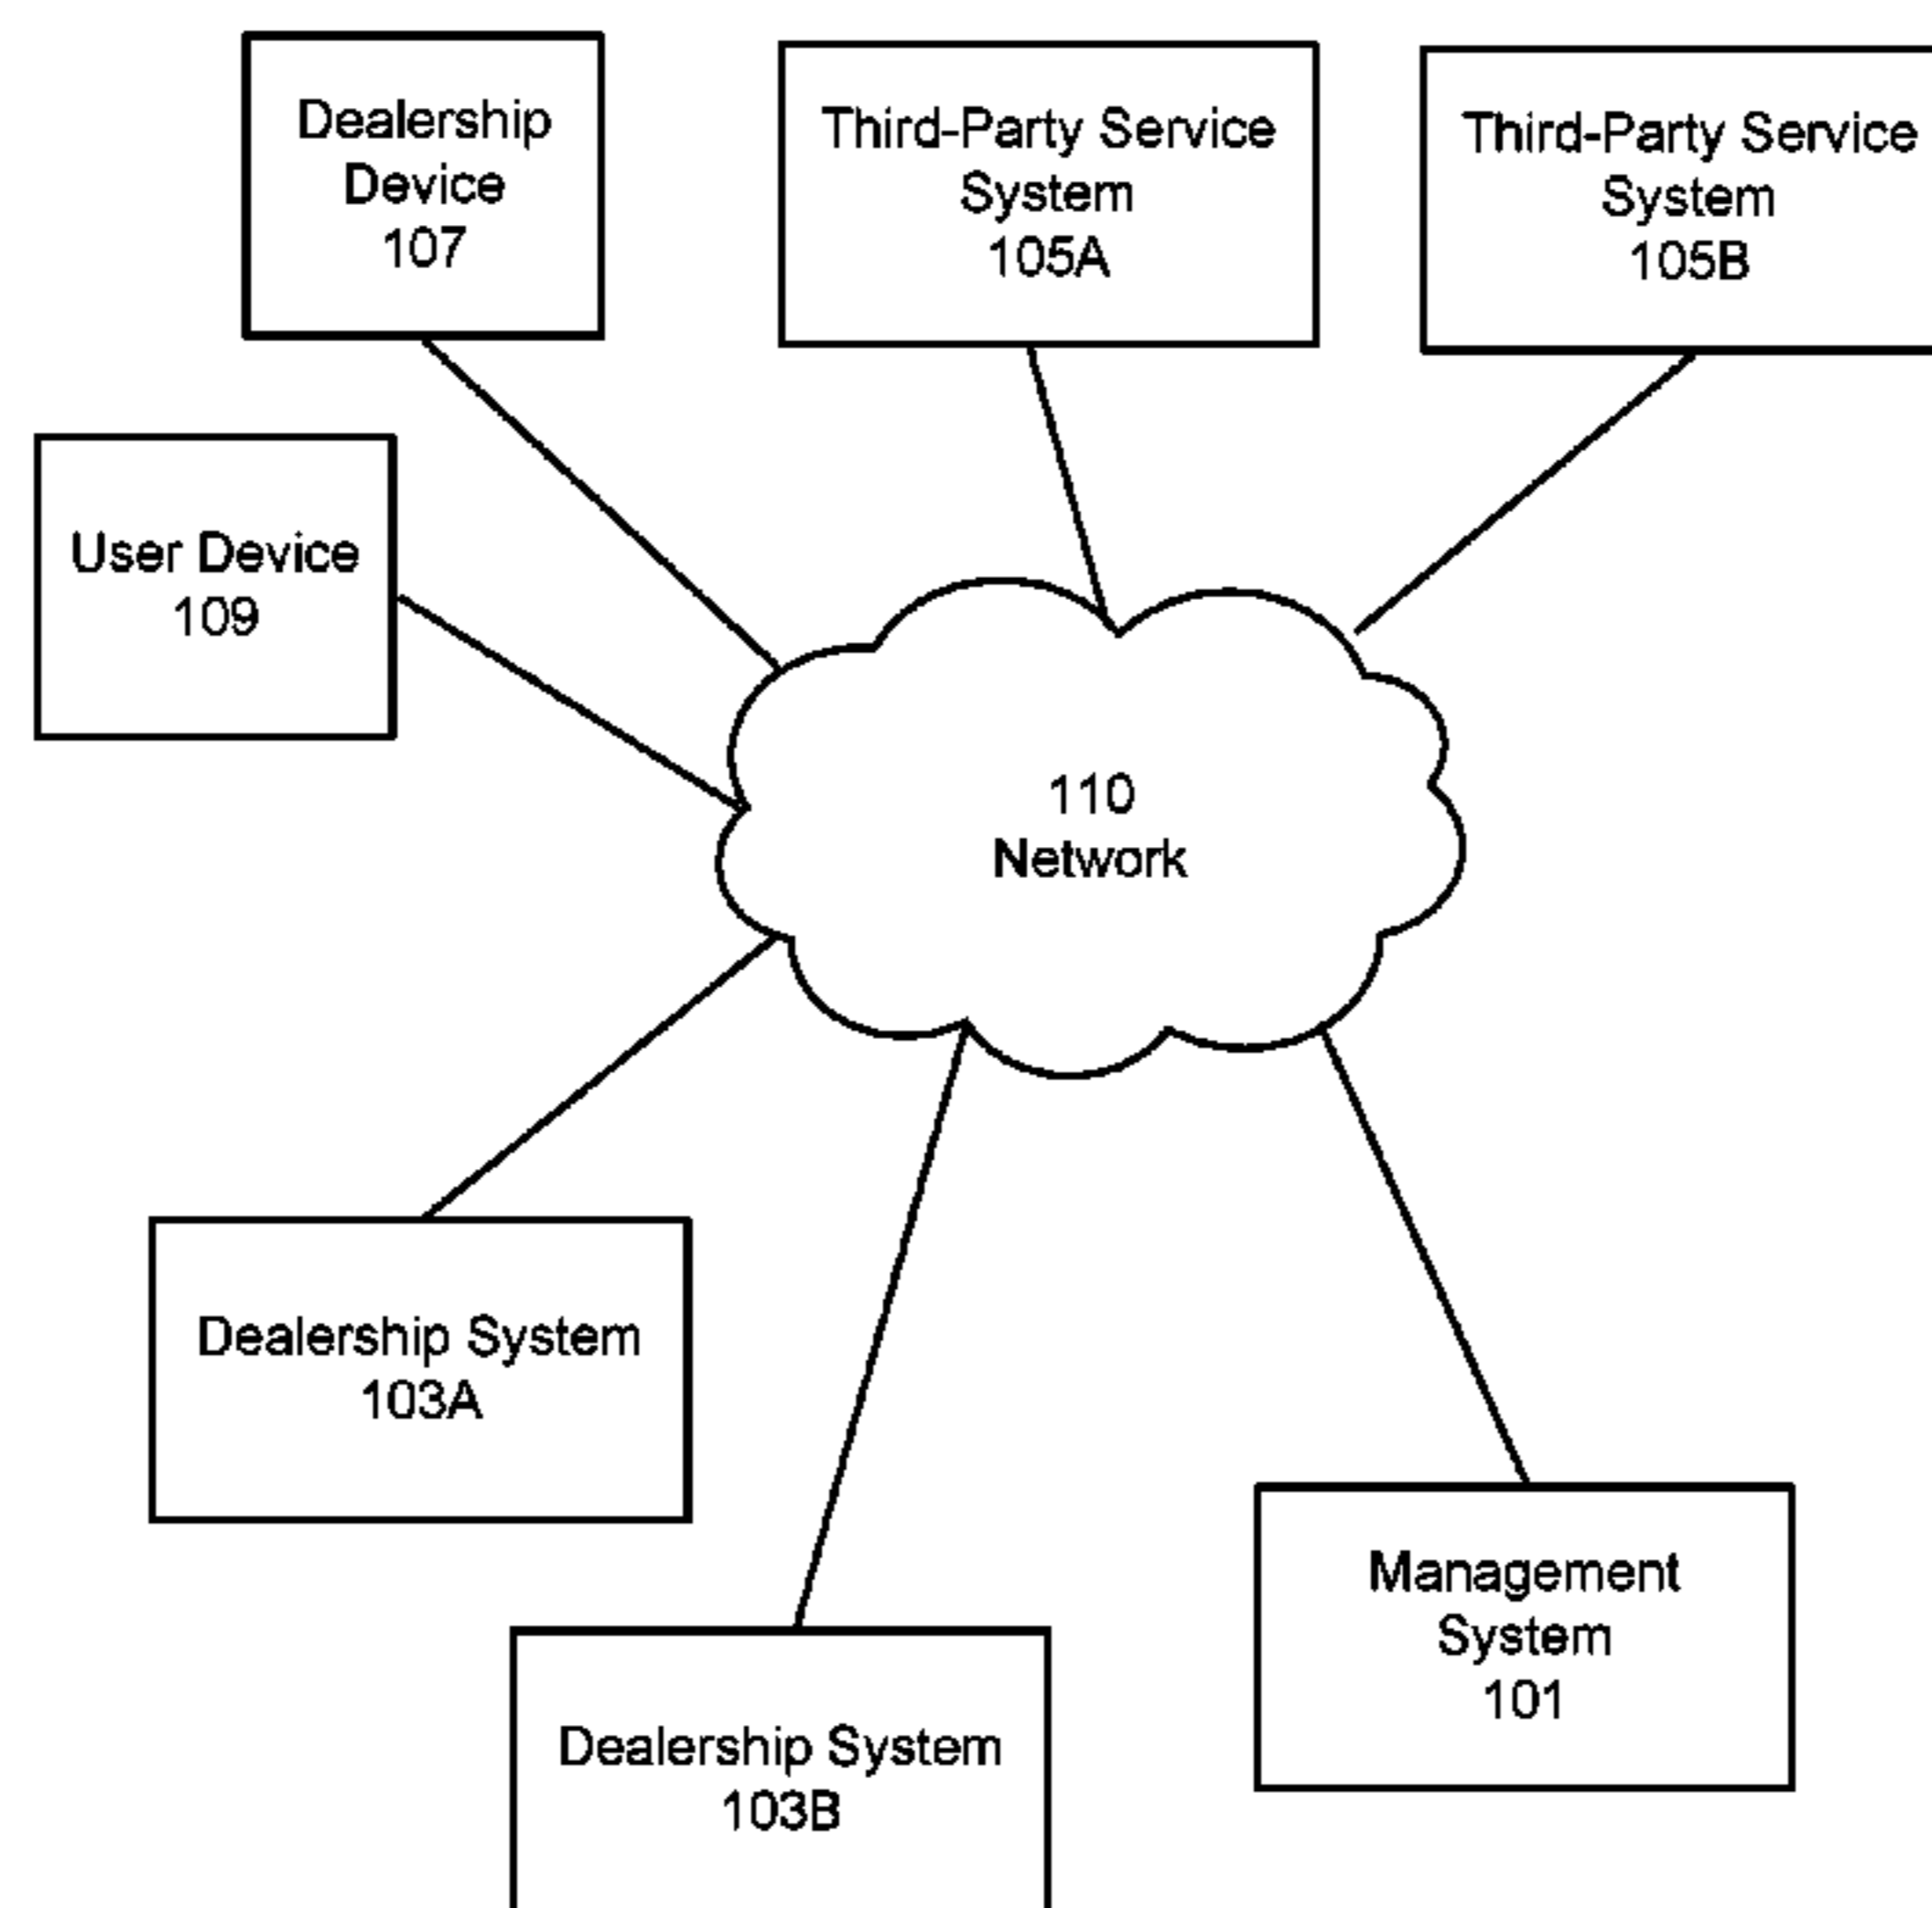 Dealership
Device
107
Third-Party Service
System
105A
Third-Party Service
System
105B
User Device
109
110
Network
Dealership System
103A
Dealership System
103B
Management
System
101